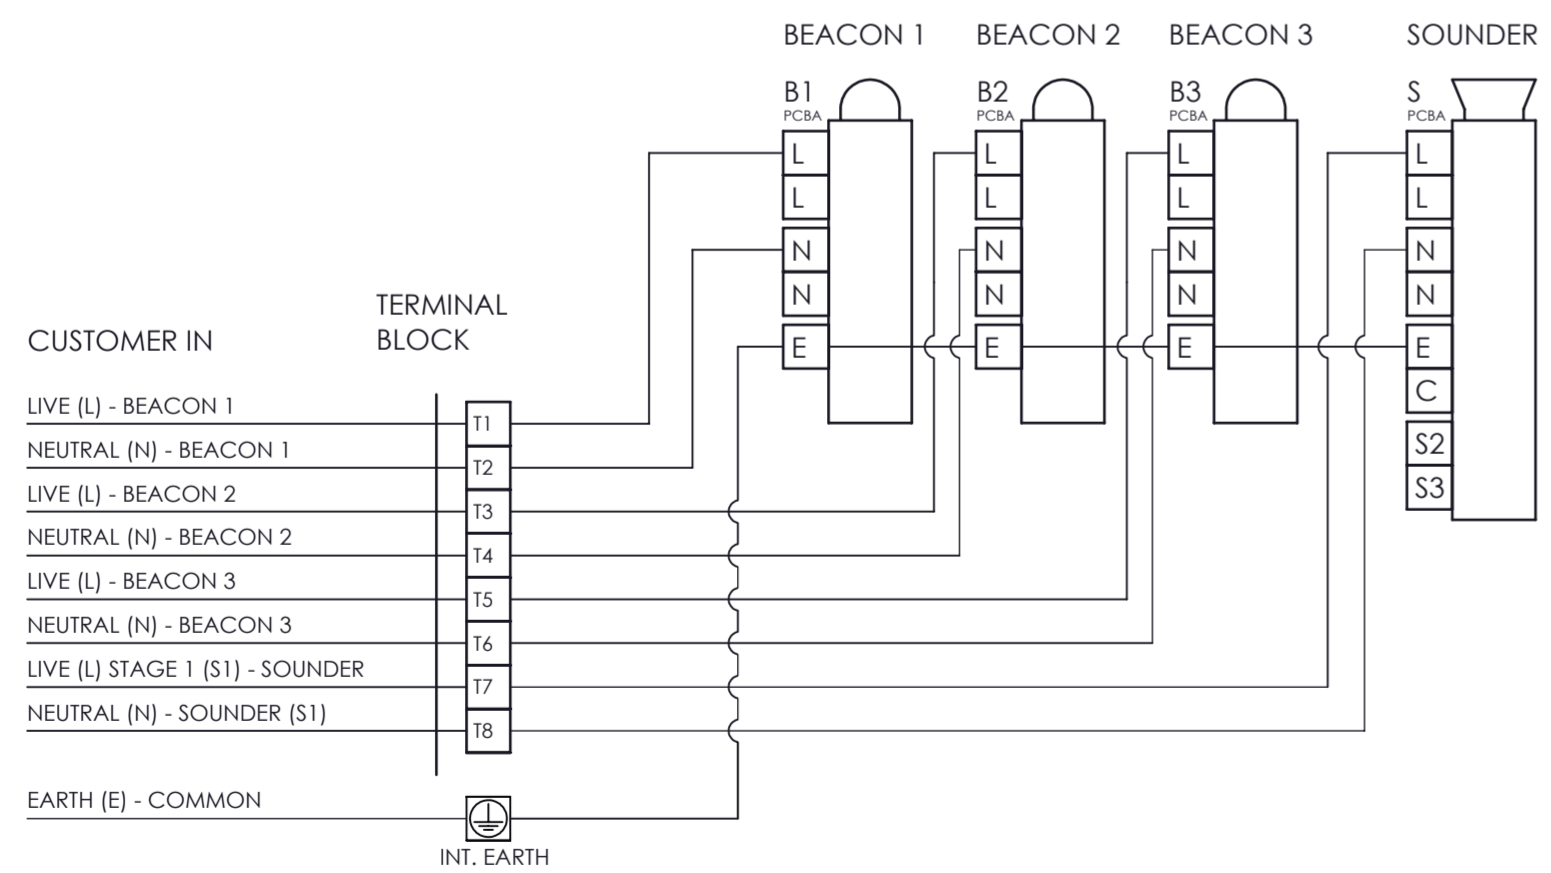 BEACON 1
BEACON 2
BEACON 3
SOUNDER
B1
PCBA
L
L
N
N
E
B2
PCBA
L
L
N
N
E
B3
PCBA
L
L
N
N
E
S
PCBA
L
L
N
N
E
C
S2
S3
CUSTOMER IN
TERMINAL
BLOCK
LIVE (L) - BEACON 1
T1
NEUTRAL (N) - BEACON 1
T2
LIVE (L) - BEACON 2
T3
NEUTRAL (N) - BEACON 2
T4
LIVE (L) - BEACON 3
T5
NEUTRAL (N) - BEACON 3
T6
LIVE (L) STAGE 1 (S1) - SOUNDER
T7
NEUTRAL (N) - SOUNDER (S1)
T8
EARTH (E) - COMMON
INT. EARTH